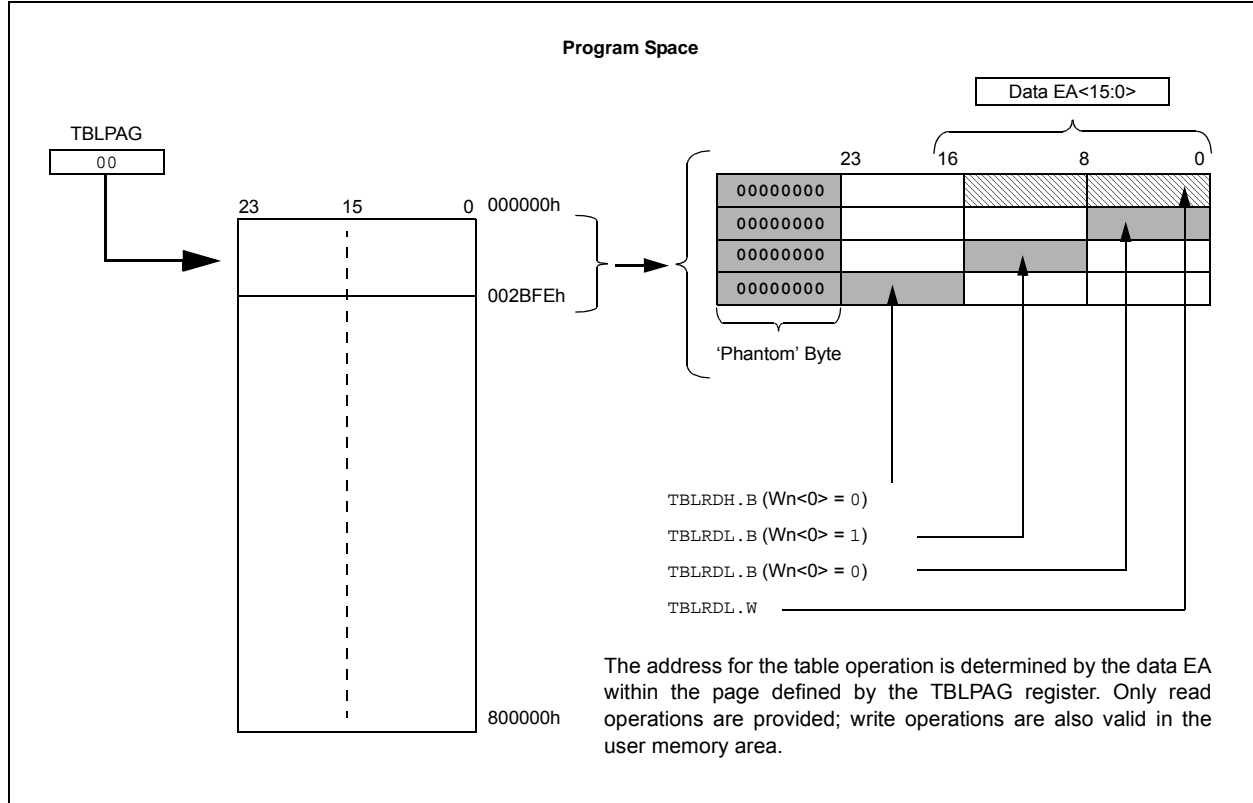 Program Space
Data EA<15:0>
TBLPAG
00
23 16 8 0
00000000
00000000
00000000
00000000
23 15 0
000000h
002BFEh
'Phantom' Byte
TBLRDH.B (Wn<0> = 0)
TBLRDL.B (Wn<0> = 1)
TBLRDL.B (Wn<0> = 0)
TBLRDL.W
The address for the table operation is determined by the data EA
within the page defined by the TBLPAG register. Only read
operations are provided; write operations are also valid in the
user memory area.
800000h